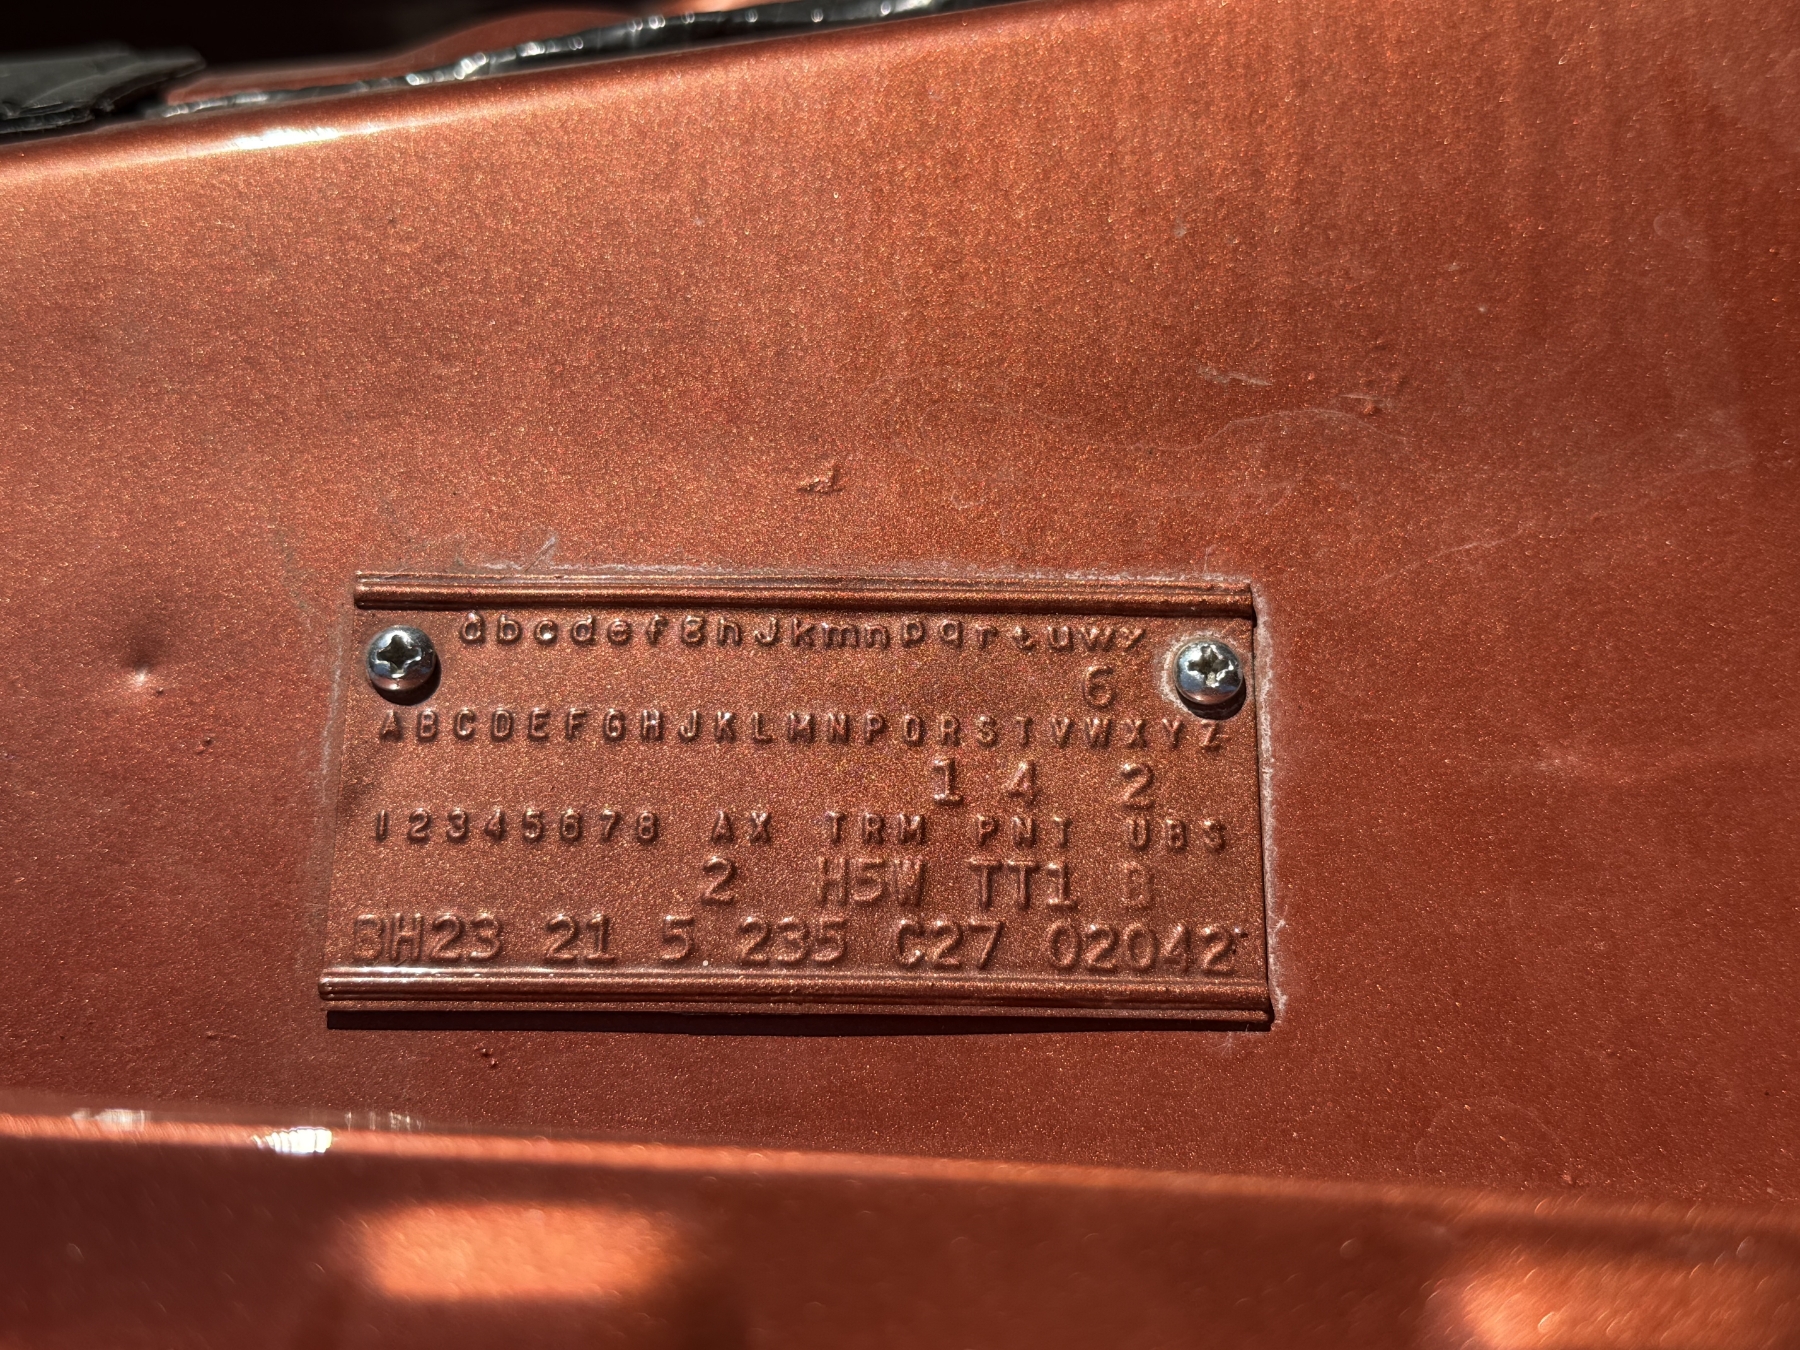 abcdefghJkmnpqrtuwx
6
ABCDEFGHJKLMNPQRSTVWXYZ
1 4 2
12345678 AX TRM PNT UBS
2 H5W TT1 B
BH23 21 5 235 C27 02042